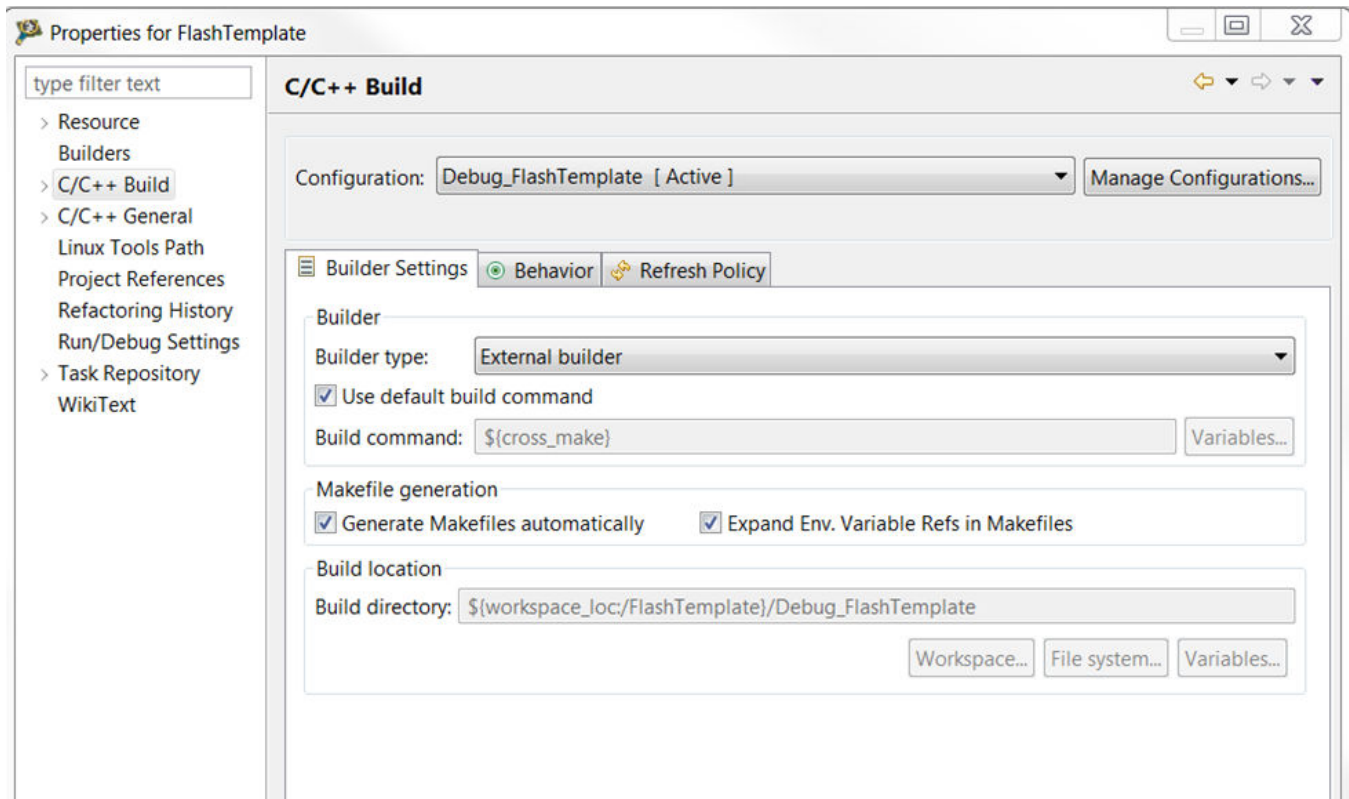 Properties for FlashTemplate
type filter text
Resource
Builders
C/C++ Build
C/C++ General
Linux Tools Path
Project References
Refactoring History
Run/Debug Settings
Task Repository
WikiText
C/C++ Build
Configuration: Debug_FlashTemplate [ Active ] Manage Configurations...
Builder Settings Behavior Refresh Policy
Builder
Builder type: External builder
Use default build command
Build command: ${cross_make} Variables...
Makefile generation
Generate Makefiles automatically Expand Env. Variable Refs in Makefiles
Build location
Build directory: ${workspace_loc:/FlashTemplate}/Debug_FlashTemplate
Workspace... File system... Variables...